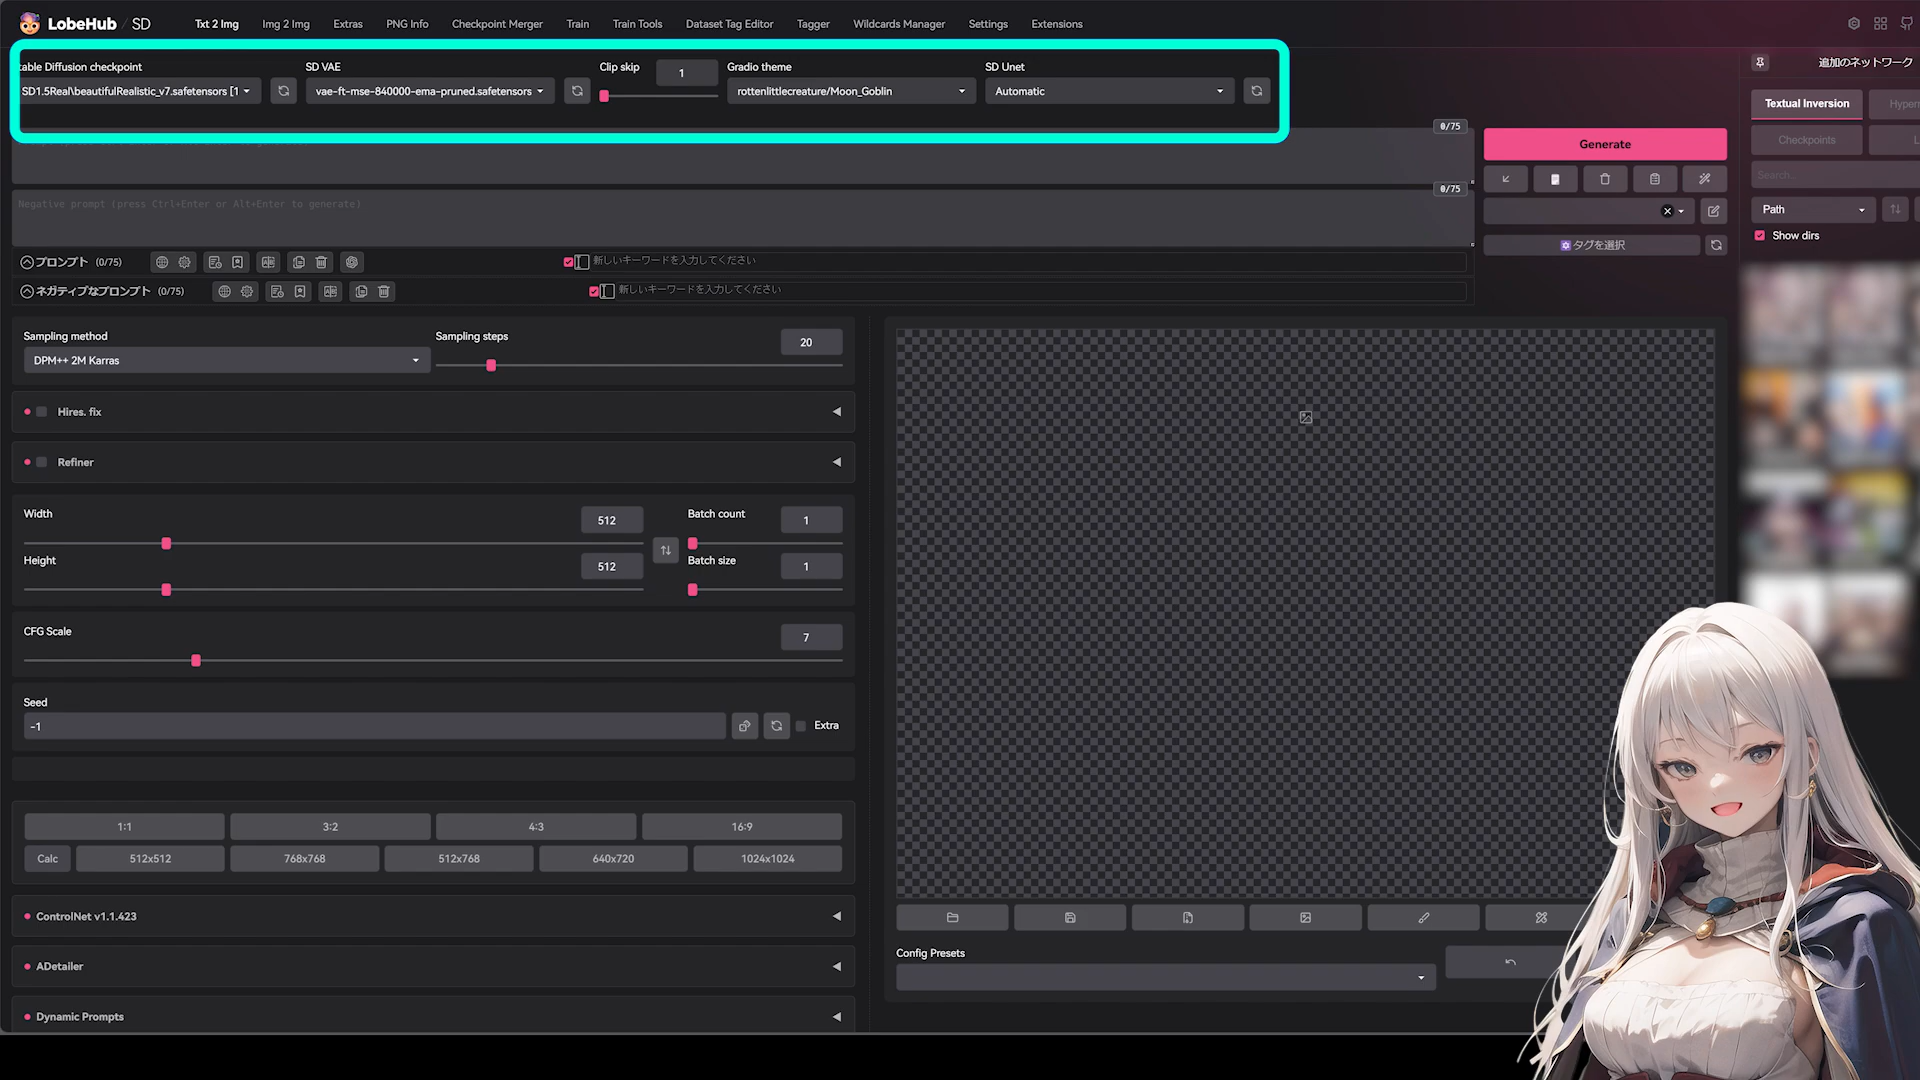 LobeHub / SD
Txt 2 Img
Img 2 Img
Extras
PNG Info
Checkpoint Merger
Train
Train Tools
Dataset Tag Editor
Tagger
Wildcards Manager
Settings
Extensions
table Diffusion checkpoint
SD VAE
Clip skip
1
Gradio theme
SD Unet
SD1.5Real\beautifulRealistic_v7.safetensors [1
vae-ft-mse-840000-ema-pruned.safetensors
rottenlittlecreature/Moon_Goblin
Automatic
追加のネットワーク
Textual Inversion
Hypern
Checkpoints
L
Search...
Path
Show dirs
0/75
Generate
0/75
Negative prompt (press Ctrl+Enter or Alt+Enter to generate)
タグを選択
プロンプト (0/75)
新しいキーワードを入力してください
ネガティブなプロンプト (0/75)
新しいキーワードを入力してください
Sampling method
DPM++ 2M Karras
Sampling steps
20
Hires. fix
Refiner
Width
512
Batch count
1
Height
512
Batch size
1
CFG Scale
7
Seed
-1
Extra
1:1
3:2
4:3
16:9
Calc
512x512
768x768
512x768
640x720
1024x1024
ControlNet v1.1.423
ADetailer
Dynamic Prompts
Config Presets